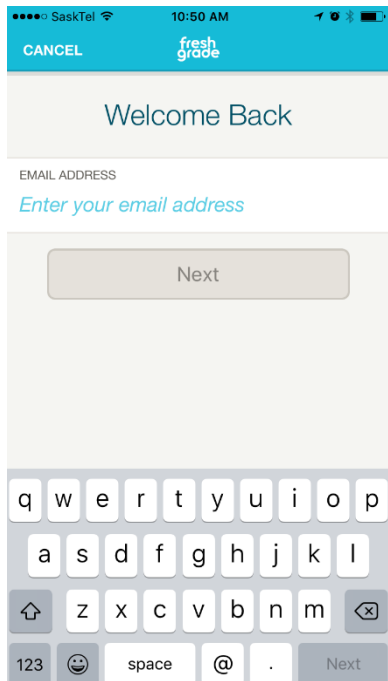 SaskTel 10:50 AM
CANCEL
fresh
grade
Welcome Back
EMAIL ADDRESS
Enter your email address
Next
q w e r t y u i o p
a s d f g h j k l
z x c v b n m
123 space @ . Next